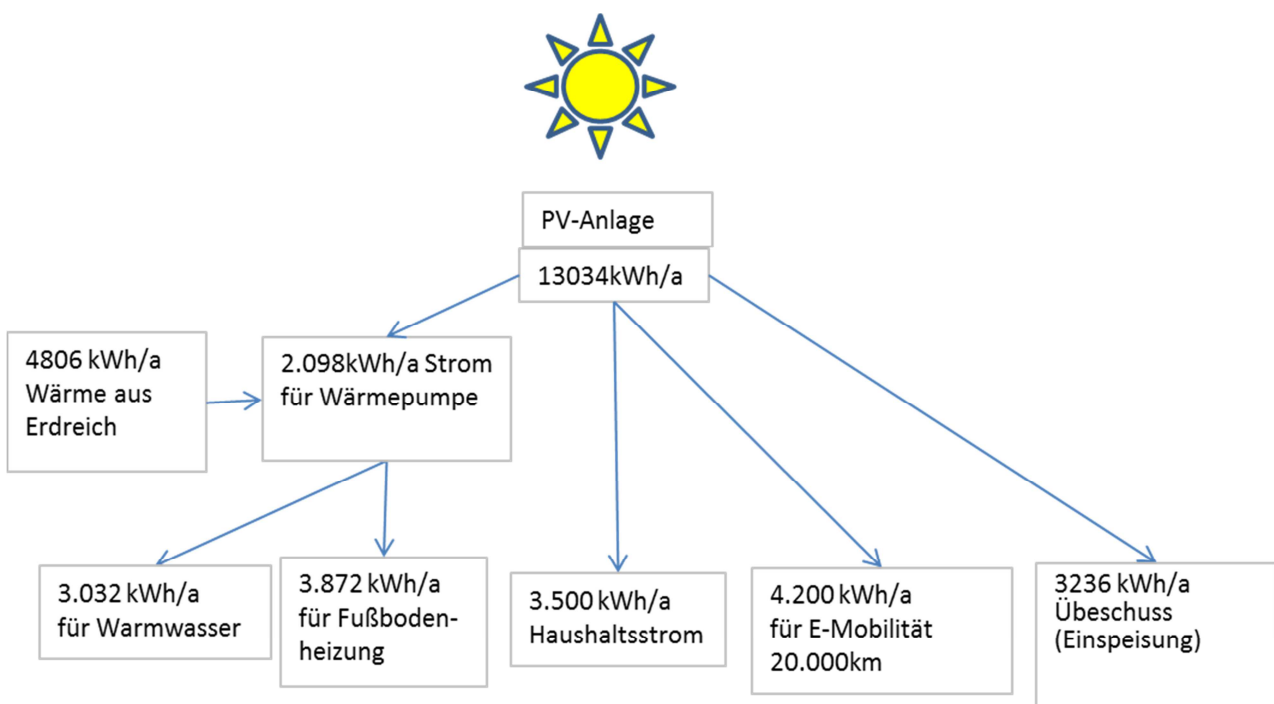 PV-Anlage
13034kWh/a
4806 kWh/a
Wärme aus
Erdreich
2.098kWh/a Strom
für Wärmepumpe
3.032 kWh/a
für Warmwasser
3.872 kWh/a
für Fußboden-
heizung
3.500 kWh/a
Haushaltsstrom
4.200 kWh/a
für E-Mobilität
20.000km
3236 kWh/a
Übeschuss
(Einspeisung)